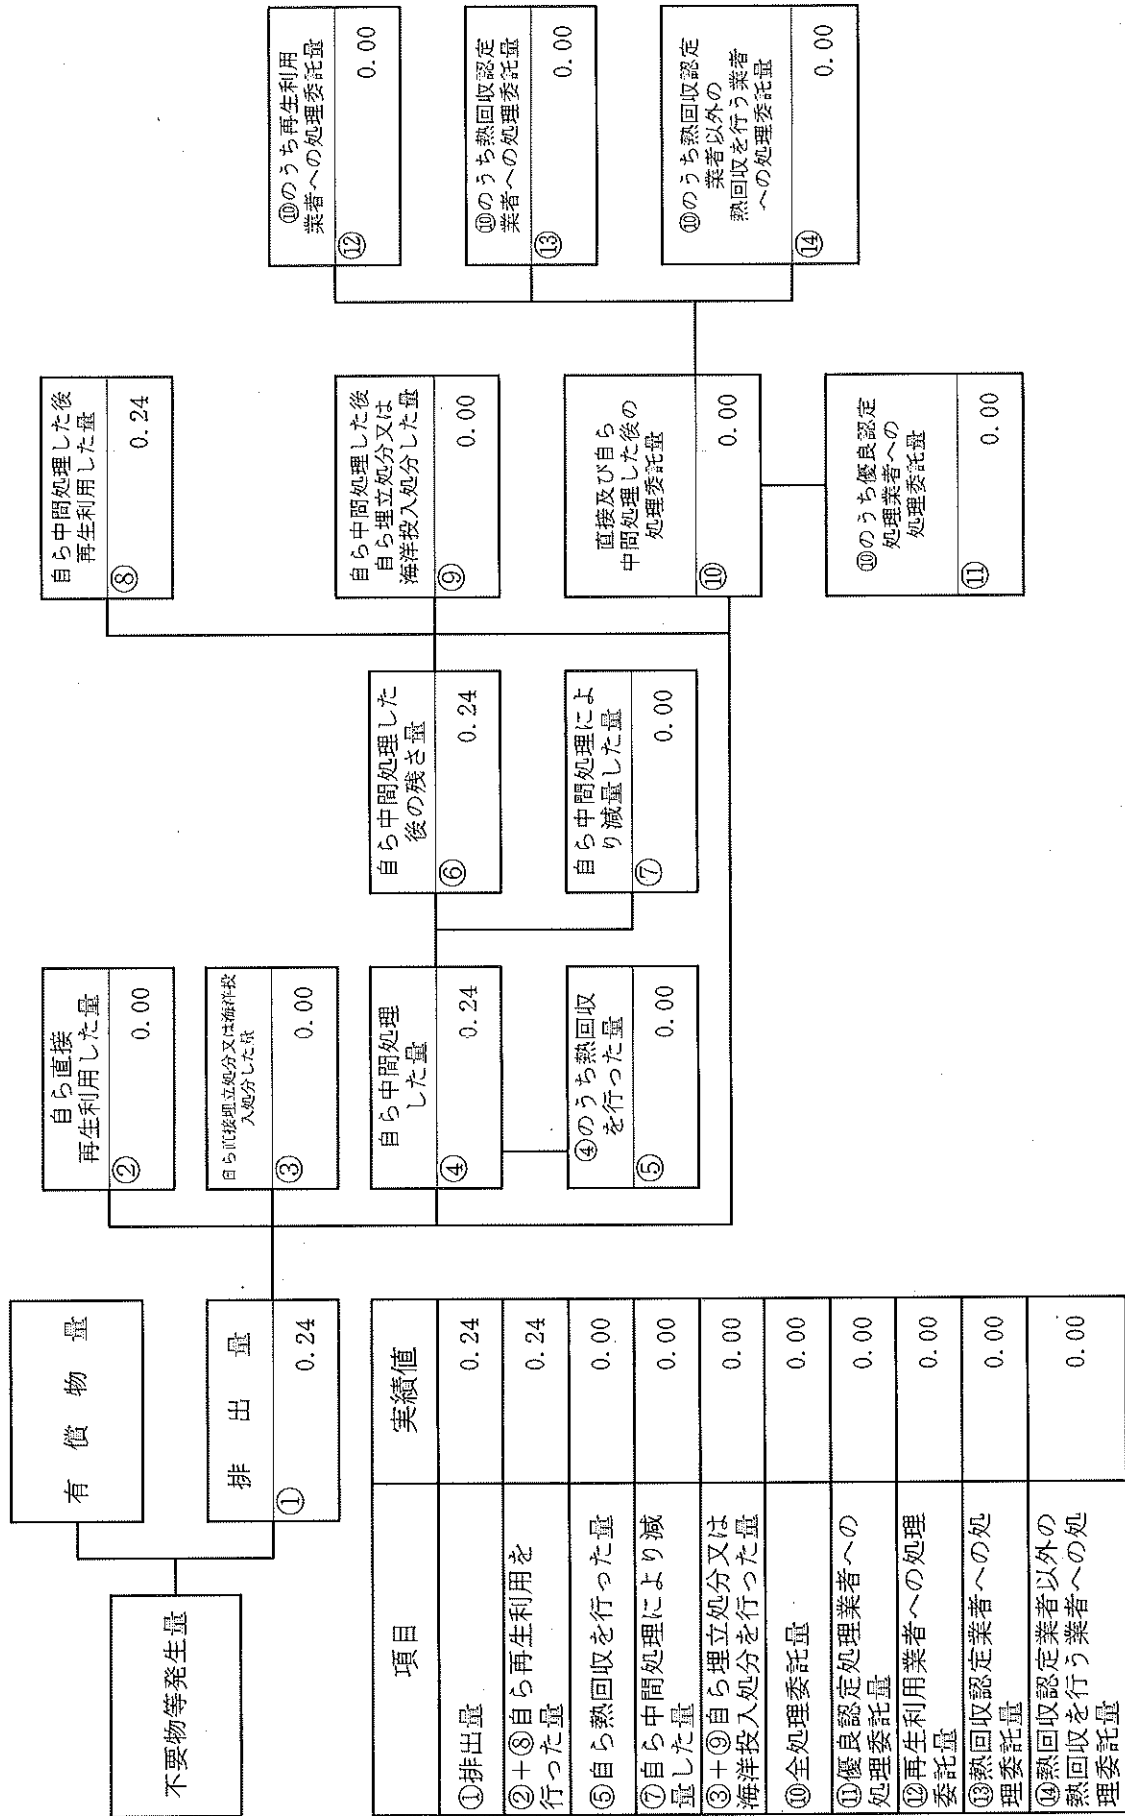 不要物等発生量
有償物量
排出量
①
0.24
自ら直接
再生利用した量
②
0.00
自ら直接埋立処分又は海洋投
入処分した量
③
0.00
自ら中間処理
した量
④
0.24
④のうち熱回収
を行った量
⑤
0.00
自ら中間処理した
後の残さ量
⑥
0.24
自ら中間処理によ
り減量した量
⑦
0.00
自ら中間処理した後
再生利用した量
⑧
0.24
自ら中間処理した後
自ら埋立処分又は
海洋投入処分した量
⑨
0.00
直接及び自ら
中間処理した後の
処理委託量
⑩
0.00
⑩のうち優良認定
処理業者への
処理委託量
⑪
0.00
⑩のうち再生利用
業者への処理委託量
⑫
0.00
⑩のうち熱回収認定
業者への処理委託量
⑬
0.00
⑩のうち熱回収認定
業者以外の
熱回収を行う業者
への処理委託量
⑭
0.00
項目 実績値
①排出量 0.24
②+⑧自ら再生利用を
行った量 0.24
⑤自ら熱回収を行った量 0.00
⑦自ら中間処理により減
量した量 0.00
③+⑨自ら埋立処分又は
海洋投入処分を行った量 0.00
⑩全処理委託量 0.00
⑪優良認定処理業者への
処理委託量 0.00
⑫再生利用業者への処理
委託量 0.00
⑬熱回収認定業者への処
理委託量 0.00
⑭熱回収認定業者以外の
熱回収を行う業者への処
理委託量 0.00